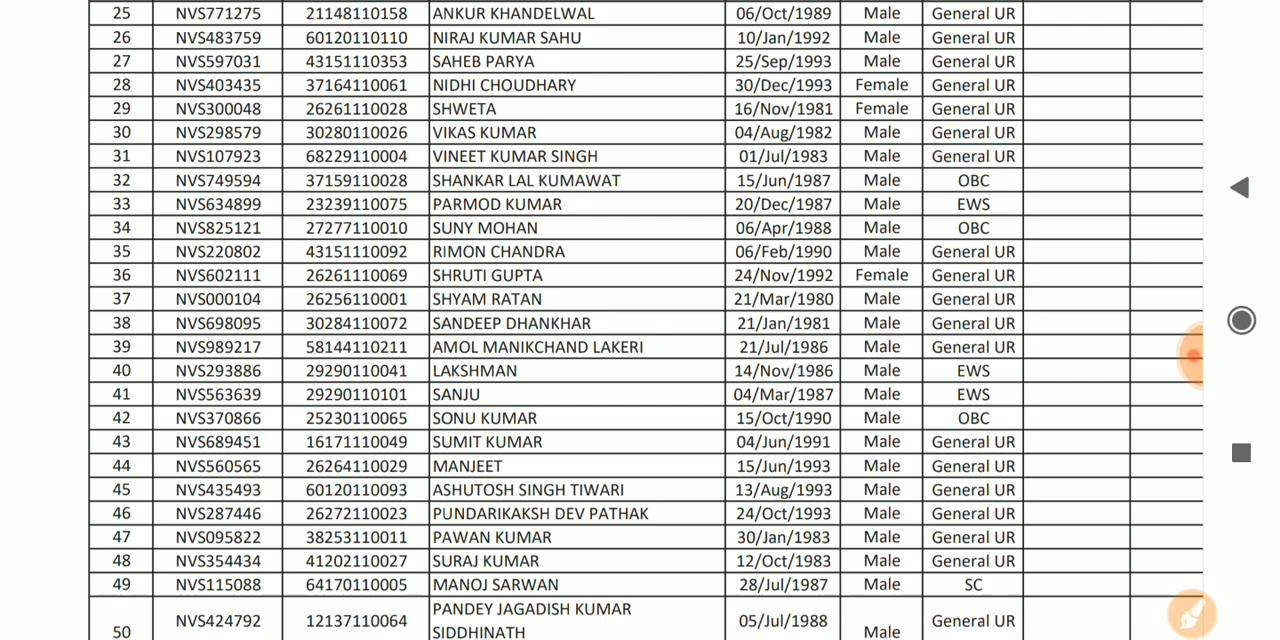 25 NVS771275 21148110158 ANKUR KHANDELWAL 06/Oct/1989 Male General UR
26 NVS483759 60120110110 NIRAJ KUMAR SAHU 10/Jan/1992 Male General UR
27 NVS597031 43151110353 SAHEB PARYA 25/Sep/1993 Male General UR
28 NVS403435 37164110061 NIDHI CHOUDHARY 30/Dec/1993 Female General UR
29 NVS300048 26261110028 SHWETA 16/Nov/1981 Female General UR
30 NVS298579 30280110026 VIKAS KUMAR 04/Aug/1982 Male General UR
31 NVS107923 68229110004 VINEET KUMAR SINGH 01/Jul/1983 Male General UR
32 NVS749594 37159110028 SHANKAR LAL KUMAWAT 15/Jun/1987 Male OBC
33 NVS634899 23239110075 PARMOD KUMAR 20/Dec/1987 Male EWS
34 NVS825121 27277110010 SUNY MOHAN 06/Apr/1988 Male OBC
35 NVS220802 43151110092 RIMON CHANDRA 06/Feb/1990 Male General UR
36 NVS602111 26261110069 SHRUTI GUPTA 24/Nov/1992 Female General UR
37 NVS000104 26256110001 SHYAM RATAN 21/Mar/1980 Male General UR
38 NVS698095 30284110072 SANDEEP DHANKHAR 21/Jan/1981 Male General UR
39 NVS989217 58144110211 AMOL MANIKCHAND LAKERI 21/Jul/1986 Male General UR
40 NVS293886 29290110041 LAKSHMAN 14/Nov/1986 Male EWS
41 NVS563639 29290110101 SANJU 04/Mar/1987 Male EWS
42 NVS370866 25230110065 SONU KUMAR 15/Oct/1990 Male OBC
43 NVS689451 16171110049 SUMIT KUMAR 04/Jun/1991 Male General UR
44 NVS560565 26264110029 MANJEET 15/Jun/1993 Male General UR
45 NVS435493 60120110093 ASHUTOSH SINGH TIWARI 13/Aug/1993 Male General UR
46 NVS287446 26272110023 PUNDARIKAKSH DEV PATHAK 24/Oct/1993 Male General UR
47 NVS095822 38253110011 PAWAN KUMAR 30/Jan/1983 Male General UR
48 NVS354434 41202110027 SURAJ KUMAR 12/Oct/1983 Male General UR
49 NVS115088 64170110005 MANOJ SARWAN 28/Jul/1987 Male SC
50 NVS424792 12137110064 PANDEY JAGADISH KUMAR 05/Jul/1988 Male General UR
SIDDHINATH